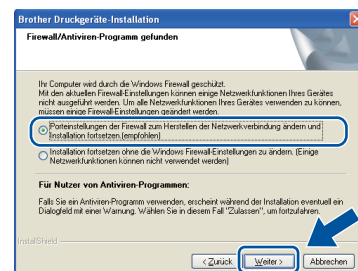 Brother Druckgeräte-Installation
Firewall/Antiviren-Programm gefunden
Ihr Computer wird durch die Windows Firewall geschützt.
Mit den aktuellen Firewall-Einstellungen können einige Netzwerkfunktionen Ihres Gerätes
nicht ausgeführt werden. Um alle Netzwerkfunktionen Ihres Gerätes verwenden zu können,
müssen einige Firewall-Einstellungen geändert werden.
Porteinstellungen der Firewall zum Herstellen der Netzwerkverbindung ändern und
Installation fortsetzen.(empfohlen)
Installation fortsetzen ohne die Windows Firewall-Einstellungen zu ändern. (Einige
Netzwerkfunktionen können nicht verwendet werden)
Für Nutzer von Antiviren-Programmen:
Falls Sie ein Antiviren-Programm verwenden, erscheint während der Installation eventuell ein
Dialogfeld mit einer Warnung. Wählen Sie in diesem Fall "Zulassen", um fortzufahren.
InstallShield
< Zurück Weiter > Abbrechen